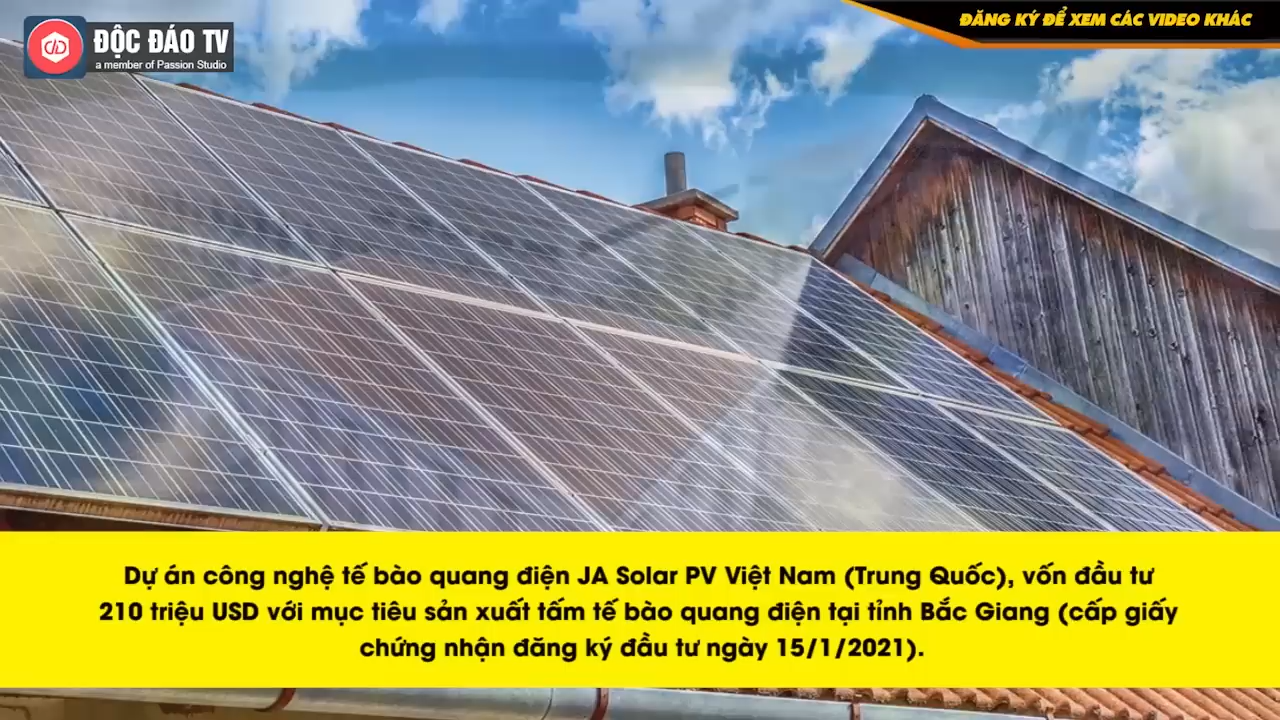 ĐỘC ĐÁO TV
a member of Passion Studio
ĐĂNG KÝ ĐỂ XEM CÁC VIDEO KHÁC
Dự án công nghệ tế bào quang điện JA Solar PV Việt Nam (Trung Quốc), vốn đầu tư
210 triệu USD với mục tiêu sản xuất tấm tế bào quang điện tại tỉnh Bắc Giang (cấp giấy
chứng nhận đăng ký đầu tư ngày 15/1/2021).